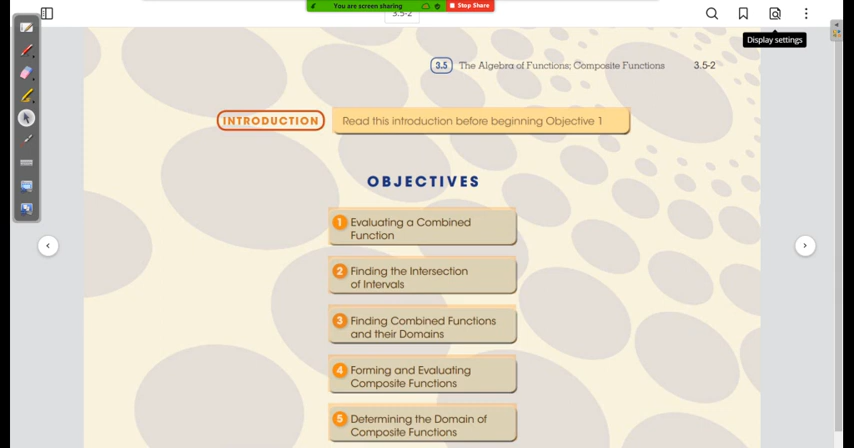 You are screen sharing
Stop Share
3.5-2
Display settings
3.5 The Algebra of Functions; Composite Functions 3.5-2
INTRODUCTION Read this introduction before beginning Objective 1
OBJECTIVES
1 Evaluating a Combined
Function
2 Finding the Intersection
of Intervals
3 Finding Combined Functions
and their Domains
4 Forming and Evaluating
Composite Functions
5 Determining the Domain of
Composite Functions